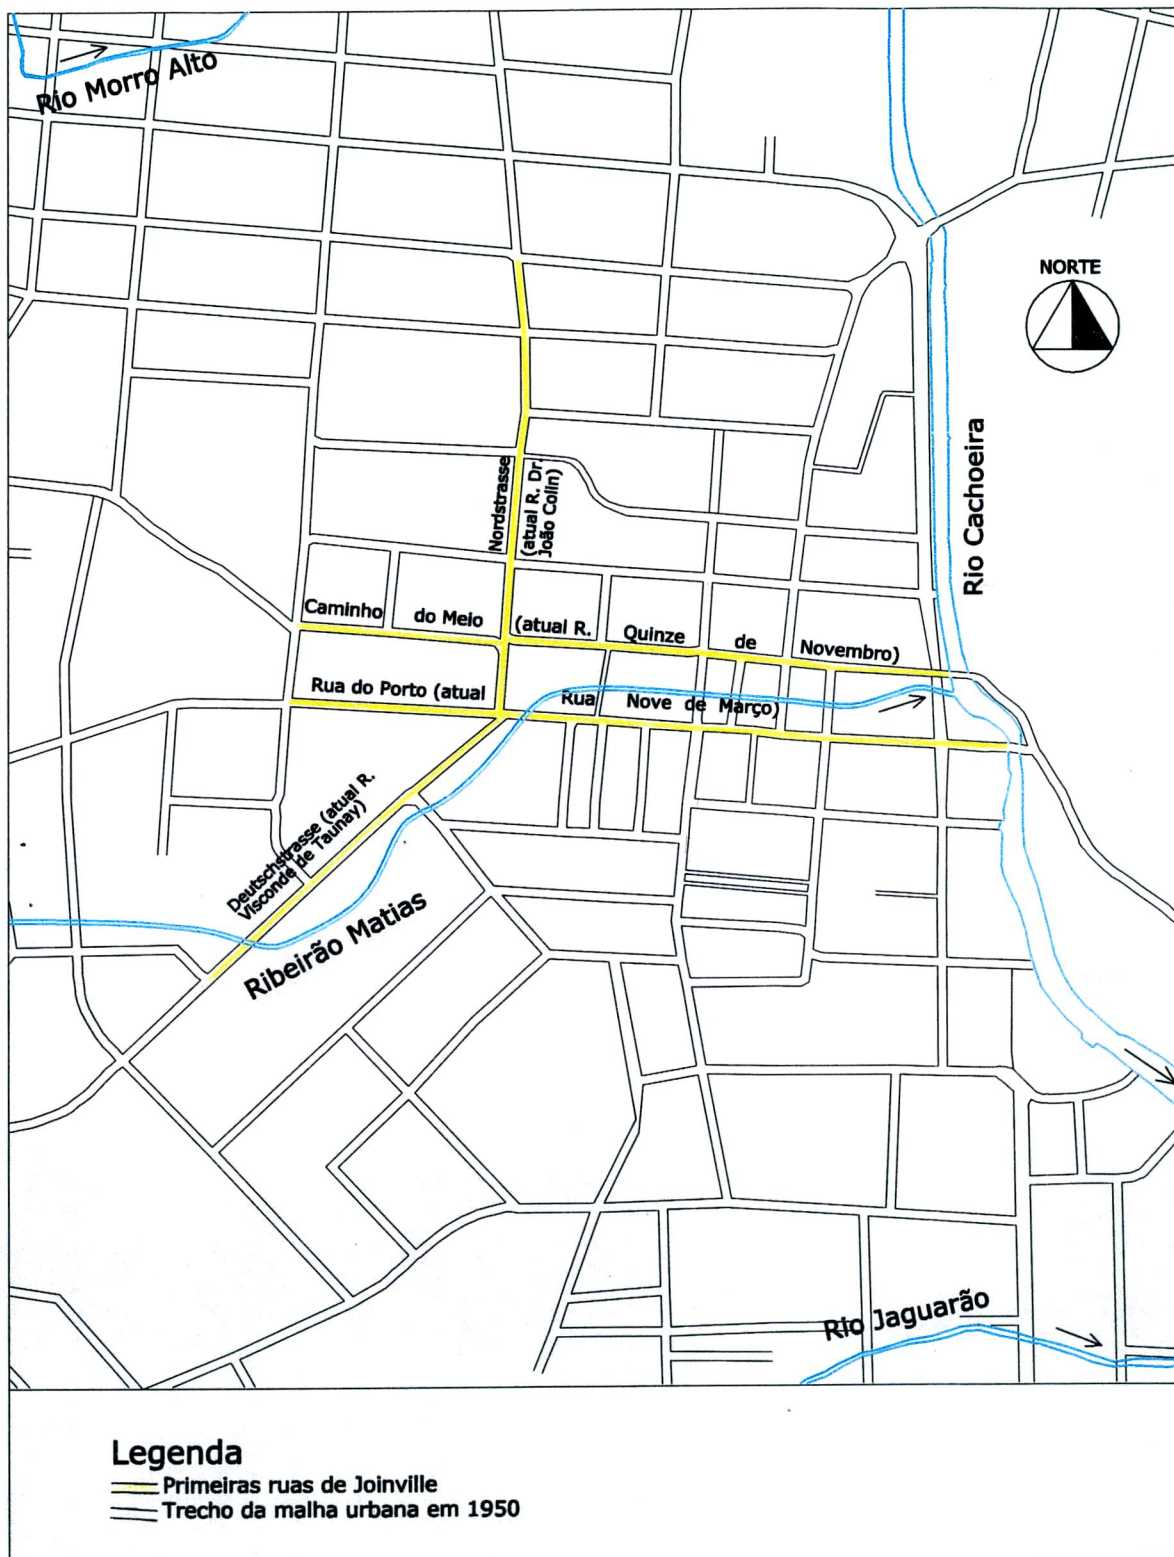 Rio Morro Alto
NORTE
Rio Cachoeira
Nordstrasse
(atual R. Dr.
João Colin)
Caminho do Meio (atual R. Quinze de Novembro)
Rua do Porto (atual Rua Nove de Março)
Deutschstrasse (atual R.
Visconde de Taunay)
Ribeirão Matias
Rio Jaguarão
Legenda
Primeiras ruas de Joinville
Trecho da malha urbana em 1950